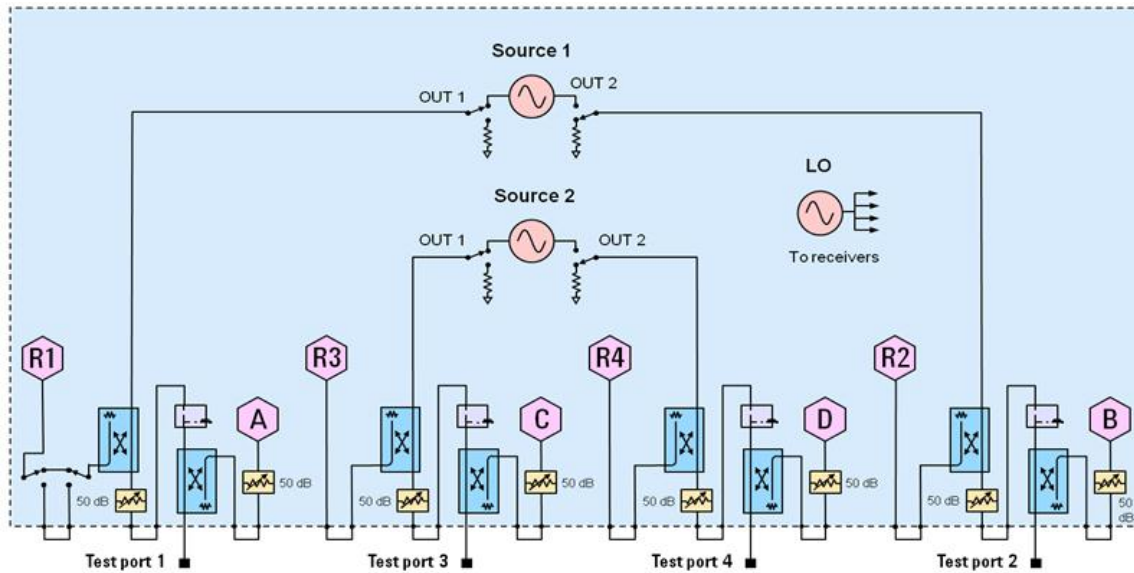 Source 1
OUT 1
OUT 2
LO
Source 2
OUT 1
OUT 2
To receivers
R1
R3
R4
R2
A
C
D
B
50 dB
50 dB
50 dB
50 dB
50 dB
50 dB
50 dB
50
dB
Test port 1
Test port 3
Test port 4
Test port 2